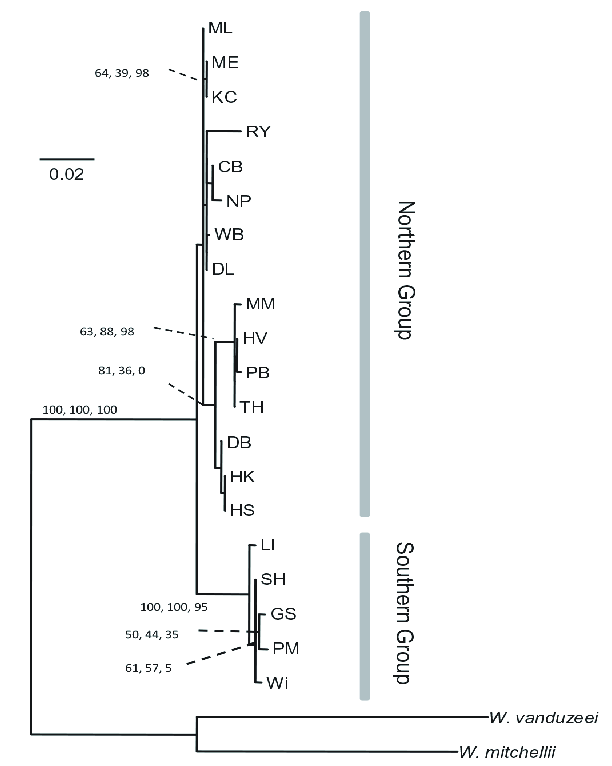 ML
ME
64, 39, 98
KC
RY
0.02
CB
NP
WB
DL
Northern Group
MM
63, 88, 98
HV
81, 36, 0
PB
TH
100, 100, 100
DB
HK
HS
LI
Southern Group
SH
100, 100, 95
GS
50, 44, 35
PM
61, 57, 5
Wi
W. vanduzeei
W. mitchellii